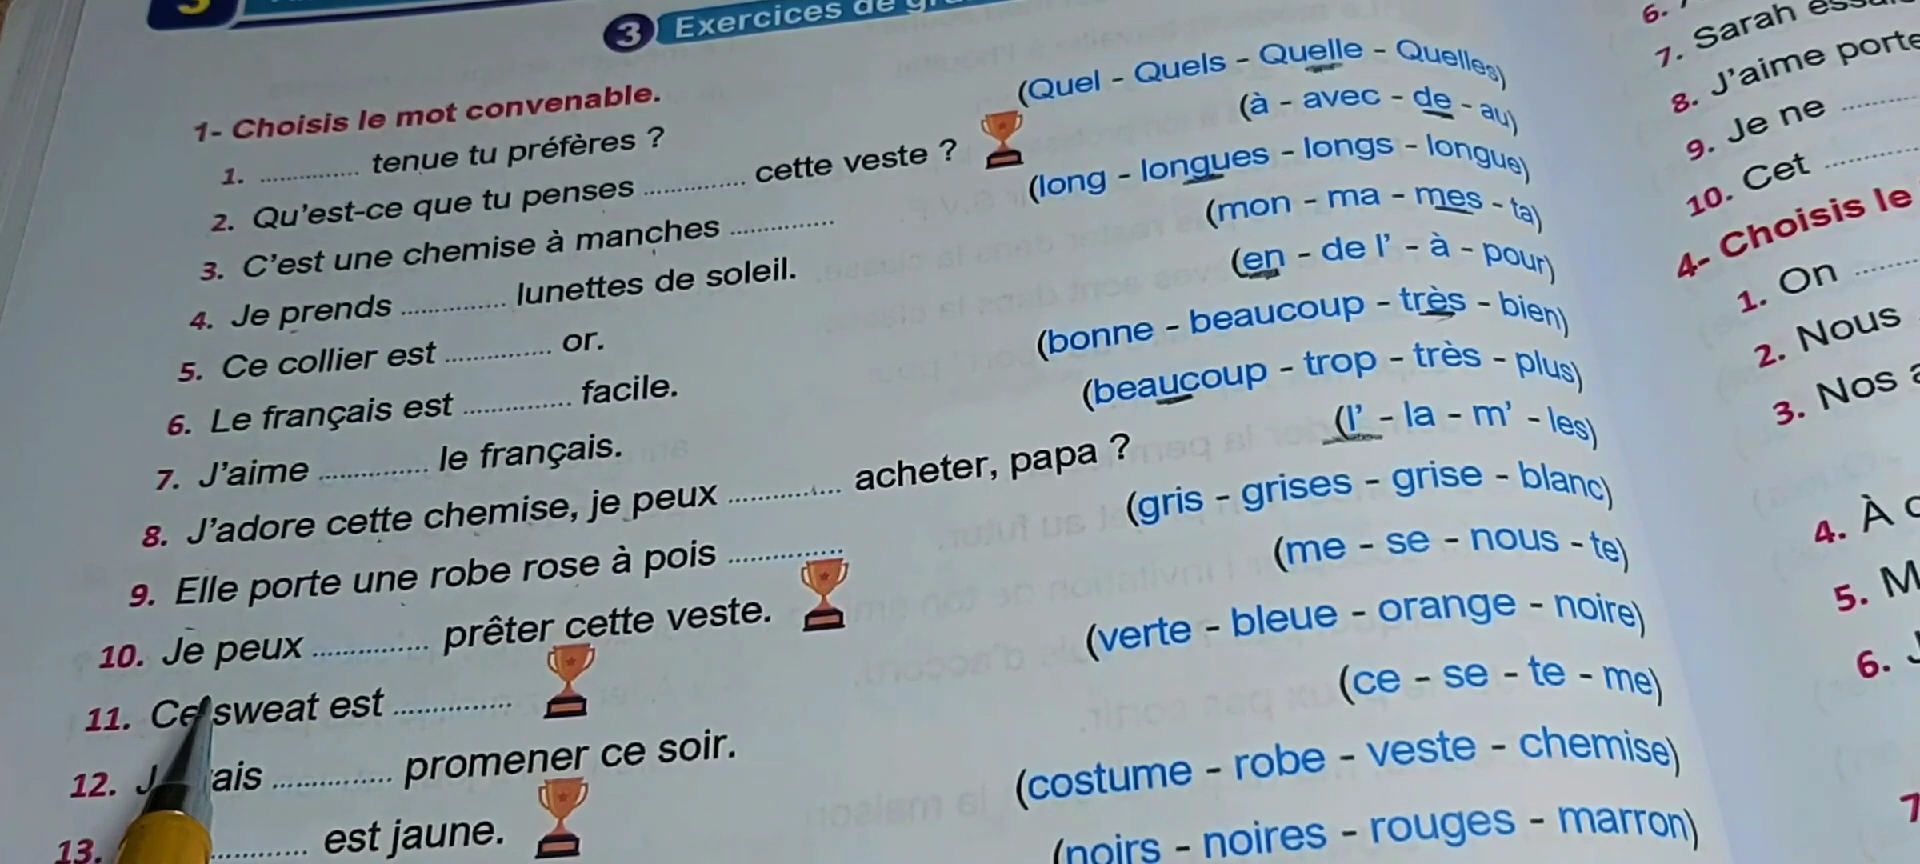 3 Exercices de
1- Choisis le mot convenable.
1. ............ tenue tu préfères ? (Quel - Quels - Quelle - Quelles)
2. Qu'est-ce que tu penses ............ cette veste ? (à - avec - de - au)
3. C'est une chemise à manches ............ (long - longues - longs - longue)
4. Je prends ............ lunettes de soleil. (mon - ma - mes - ta)
5. Ce collier est ............ or. (en - de l' - à - pour)
6. Le français est ............ facile. (bonne - beaucoup - très - bien)
7. J'aime ............ le français. (beaucoup - trop - très - plus)
8. J'adore cette chemise, je peux ............ acheter, papa ? (l' - la - m' - les)
9. Elle porte une robe rose à pois ............ (gris - grises - grise - blanc)
10. Je peux ............ prêter cette veste. (me - se - nous - te)
11. Ce sweat est ............ (verte - bleue - orange - noire)
12. J ais ............ promener ce soir. (ce - se - te - me)
13. ............ est jaune. (costume - robe - veste - chemise)
(noirs - noires - rouges - marron)
6.
7. Sarah
8. J'aime porte
9. Je ne ............
10. Cet ............
4- Choisis le
1. On ............
2. Nous
3. Nos
4. À
5. M
6.
7